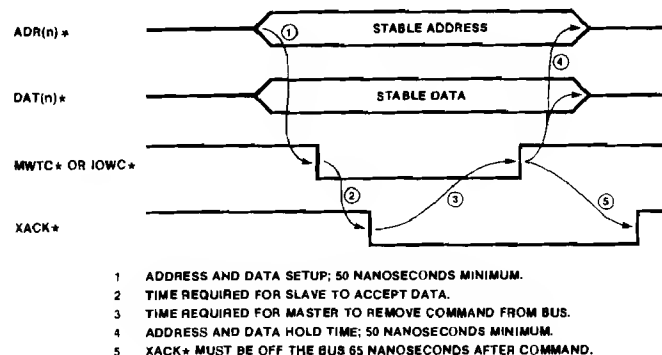 ADR(n)*
STABLE ADDRESS
1
4
DAT(n)*
STABLE DATA
MWTC* OR IOWC*
2
3
5
XACK*
1 ADDRESS AND DATA SETUP; 50 NANOSECONDS MINIMUM.
2 TIME REQUIRED FOR SLAVE TO ACCEPT DATA.
3 TIME REQUIRED FOR MASTER TO REMOVE COMMAND FROM BUS.
4 ADDRESS AND DATA HOLD TIME; 50 NANOSECONDS MINIMUM.
5 XACK* MUST BE OFF THE BUS 65 NANOSECONDS AFTER COMMAND.